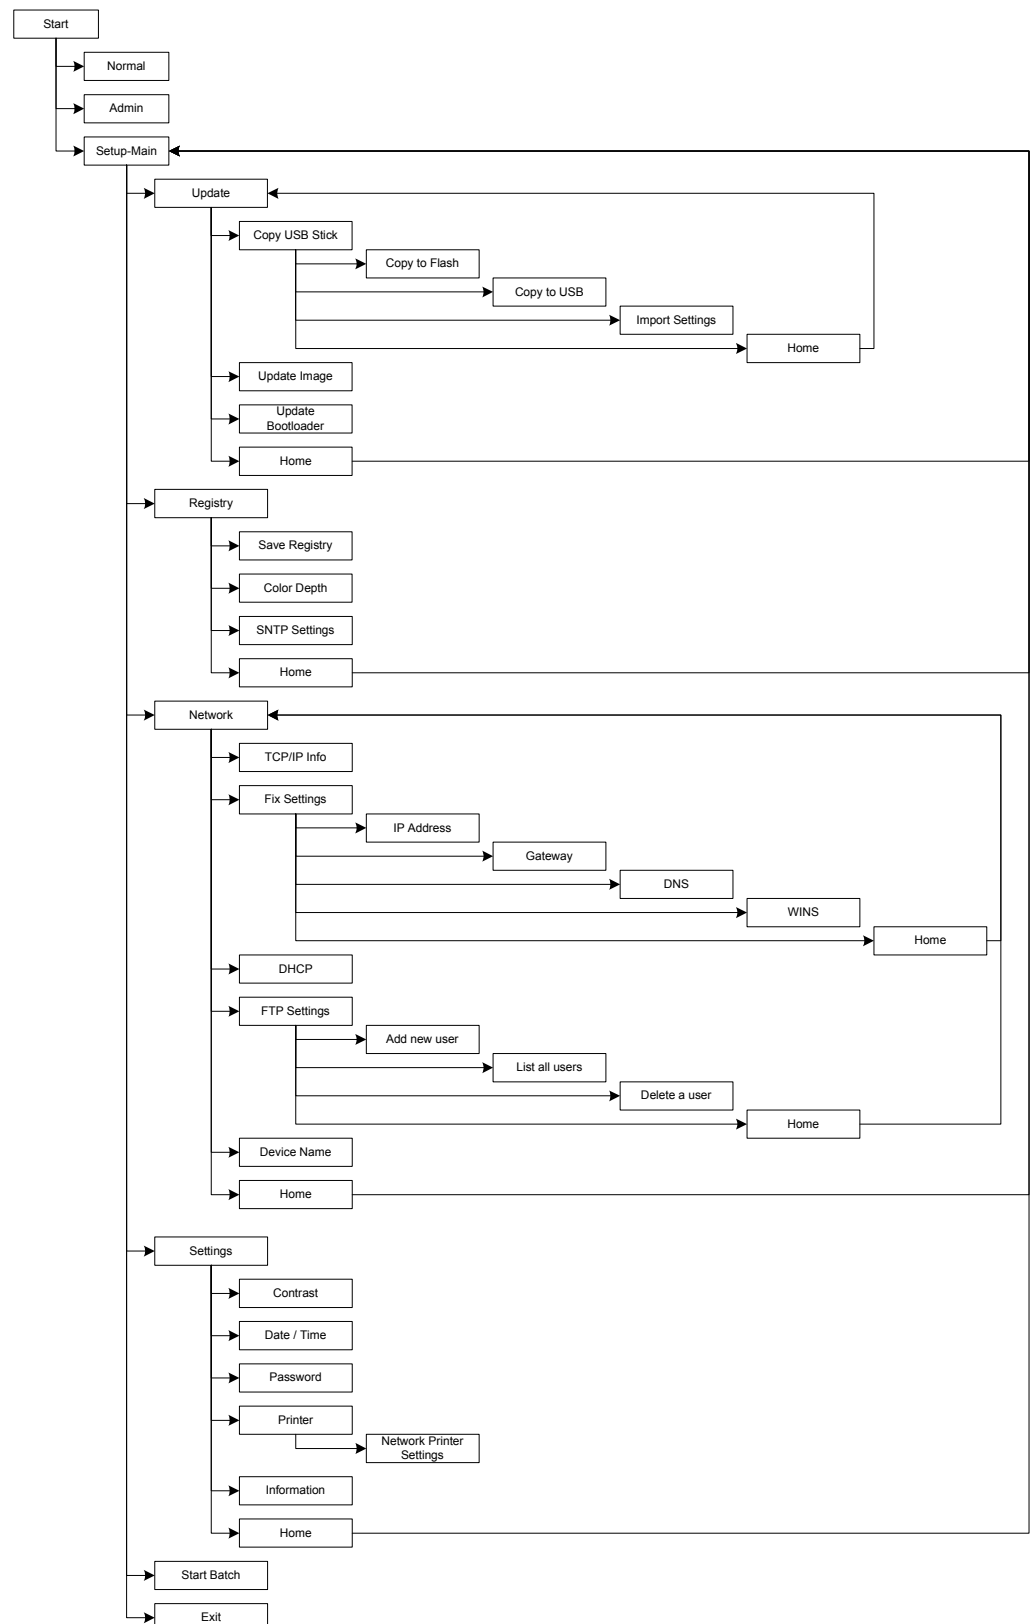 Start
Normal
Admin
Setup-Main
Update
Copy USB Stick
Copy to Flash
Copy to USB
Import Settings
Home
Update Image
Update
Bootloader
Home
Registry
Save Registry
Color Depth
SNTP Settings
Home
Network
TCP/IP Info
Fix Settings
IP Address
Gateway
DNS
WINS
Home
DHCP
FTP Settings
Add new user
List all users
Delete a user
Home
Device Name
Home
Settings
Contrast
Date / Time
Password
Printer
Network Printer
Settings
Information
Home
Start Batch
Exit